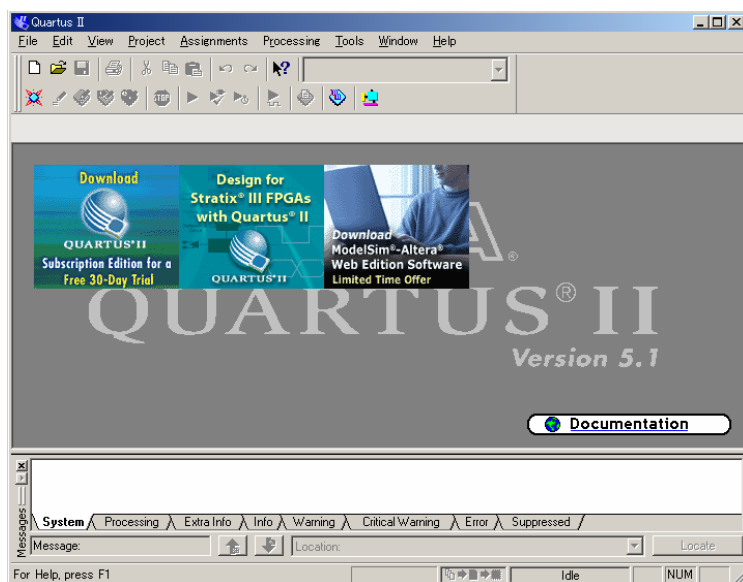 Quartus II
File Edit View Project Assignments Processing Tools Window Help
STOP
Download
QUARTUS II
Subscription Edition for a
Free 30-Day Trial
Design for
Stratix® III FPGAs
with Quartus® II
QUARTUS II
Download
ModelSim®-Altera®
Web Edition Software
Limited Time Offer
A
®
QUARTUS® II
Version 5.1
Documentation
Messages
System Processing Extra Info Info Warning Critical Warning Error Suppressed
Message: Location: Locate
For Help, press F1 Idle NUM